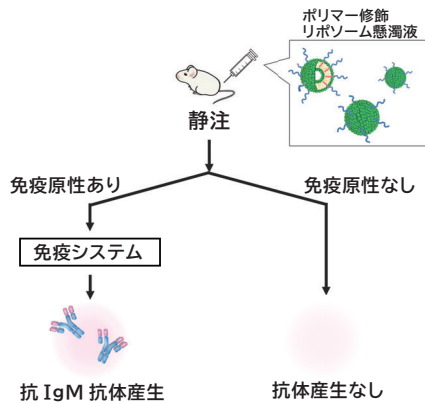 ポリマー修飾
リポソーム懸濁液
静注
免疫原性あり
免疫原性なし
免疫システム
抗 IgM 抗体産生
抗体産生なし